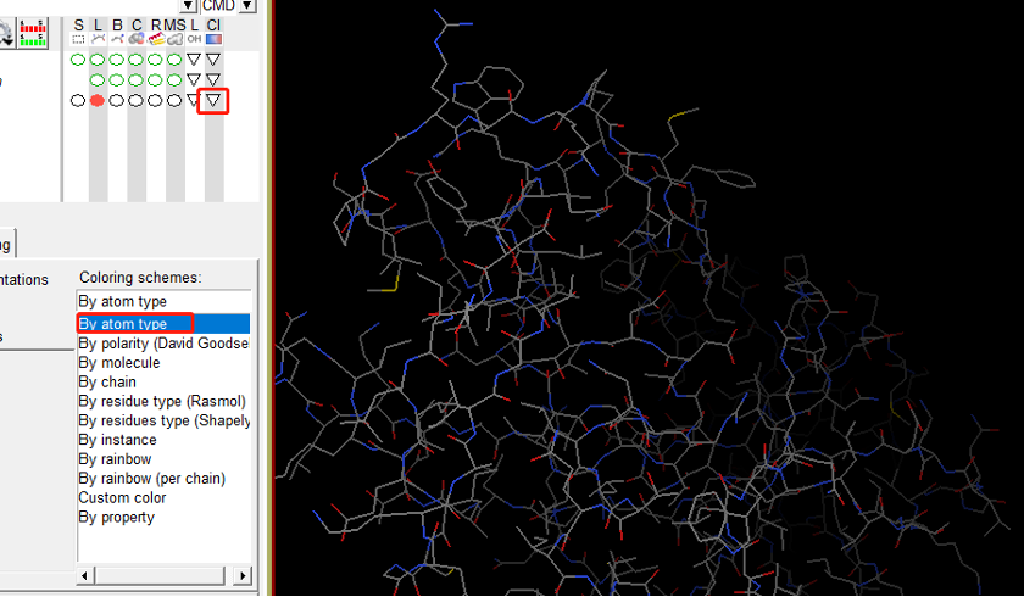 CMD
S L B C R MS L Cl
OH
ng
ntations
Coloring schemes:
By atom type
By atom type
s
By polarity (David Goodse
By molecule
By chain
By residue type (Rasmol)
By residues type (Shapely
By instance
By rainbow
By rainbow (per chain)
Custom color
By property